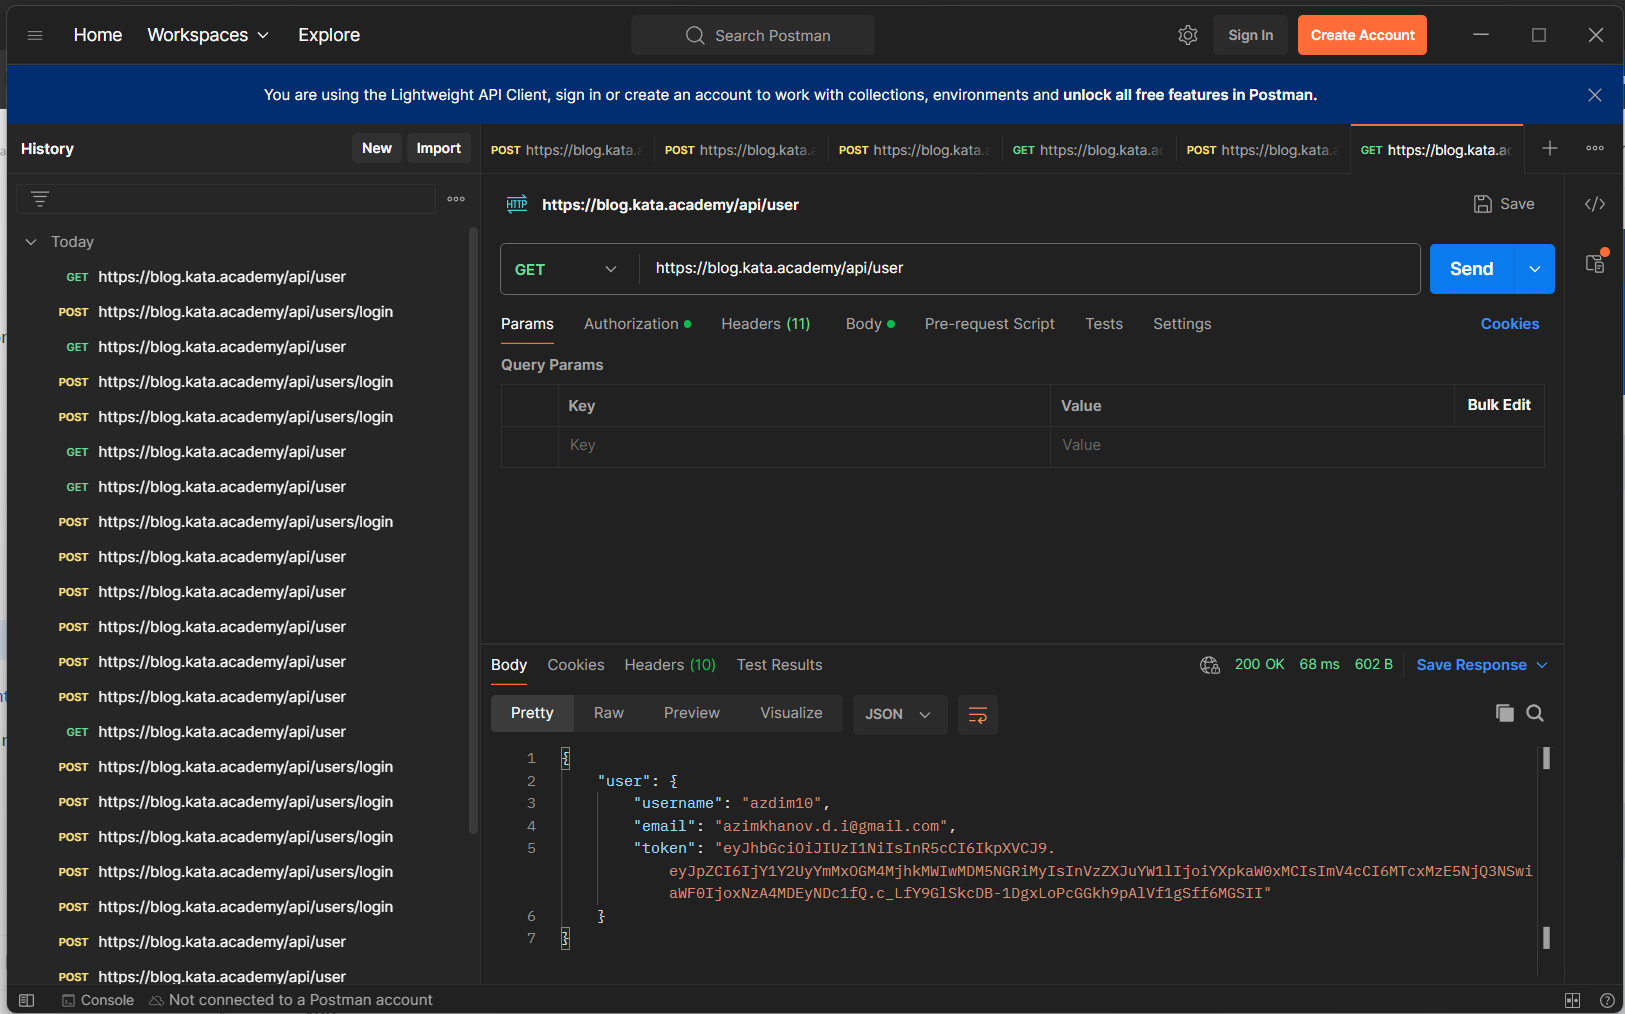 Home Workspaces Explore Search Postman Sign In Create Account
You are using the Lightweight API Client, sign in or create an account to work with collections, environments and unlock all free features in Postman.
History New Import
Today
GET https://blog.kata.academy/api/user
POST https://blog.kata.academy/api/users/login
GET https://blog.kata.academy/api/user
POST https://blog.kata.academy/api/users/login
POST https://blog.kata.academy/api/users/login
GET https://blog.kata.academy/api/user
GET https://blog.kata.academy/api/user
POST https://blog.kata.academy/api/users/login
POST https://blog.kata.academy/api/user
POST https://blog.kata.academy/api/user
POST https://blog.kata.academy/api/user
POST https://blog.kata.academy/api/user
POST https://blog.kata.academy/api/user
GET https://blog.kata.academy/api/user
POST https://blog.kata.academy/api/users/login
POST https://blog.kata.academy/api/users/login
POST https://blog.kata.academy/api/users/login
POST https://blog.kata.academy/api/users/login
POST https://blog.kata.academy/api/users/login
POST https://blog.kata.academy/api/user
POST https://blog.kata.academy/api/user
POST https://blog.kata. POST https://blog.kata. POST https://blog.kata. GET https://blog.kata.a POST https://blog.kata. GET https://blog.kata.ac
HTTP https://blog.kata.academy/api/user Save
GET https://blog.kata.academy/api/user Send
Params Authorization Headers (11) Body Pre-request Script Tests Settings Cookies
Query Params
Key Value Bulk Edit
Key Value
Body Cookies Headers (10) Test Results 200 OK 68 ms 602 B Save Response
Pretty Raw Preview Visualize JSON
1 {
2 "user": {
3 "username": "azdim10",
4 "email": "azimkhanov.d.i@gmail.com",
5 "token": "eyJhbGciOiJIUzI1NiIsInR5cCI6IkpXVCJ9.
eyJpZCI6IjY1Y2UyYmMxOGM4MjhkMWIwMDM5NGRiMyIsInVzZXJuYW1lIjoiYXpkaW0xMCIsImV4cCI6MTcxMzE5NjQ3NSwi
aWF0IjoxNzA4MDEyNDc1fQ.c_LfY9GlSkcDB-1DgxLoPcGGkh9pAlVf1gSff6MGSII"
6 }
7 }
Console Not connected to a Postman account